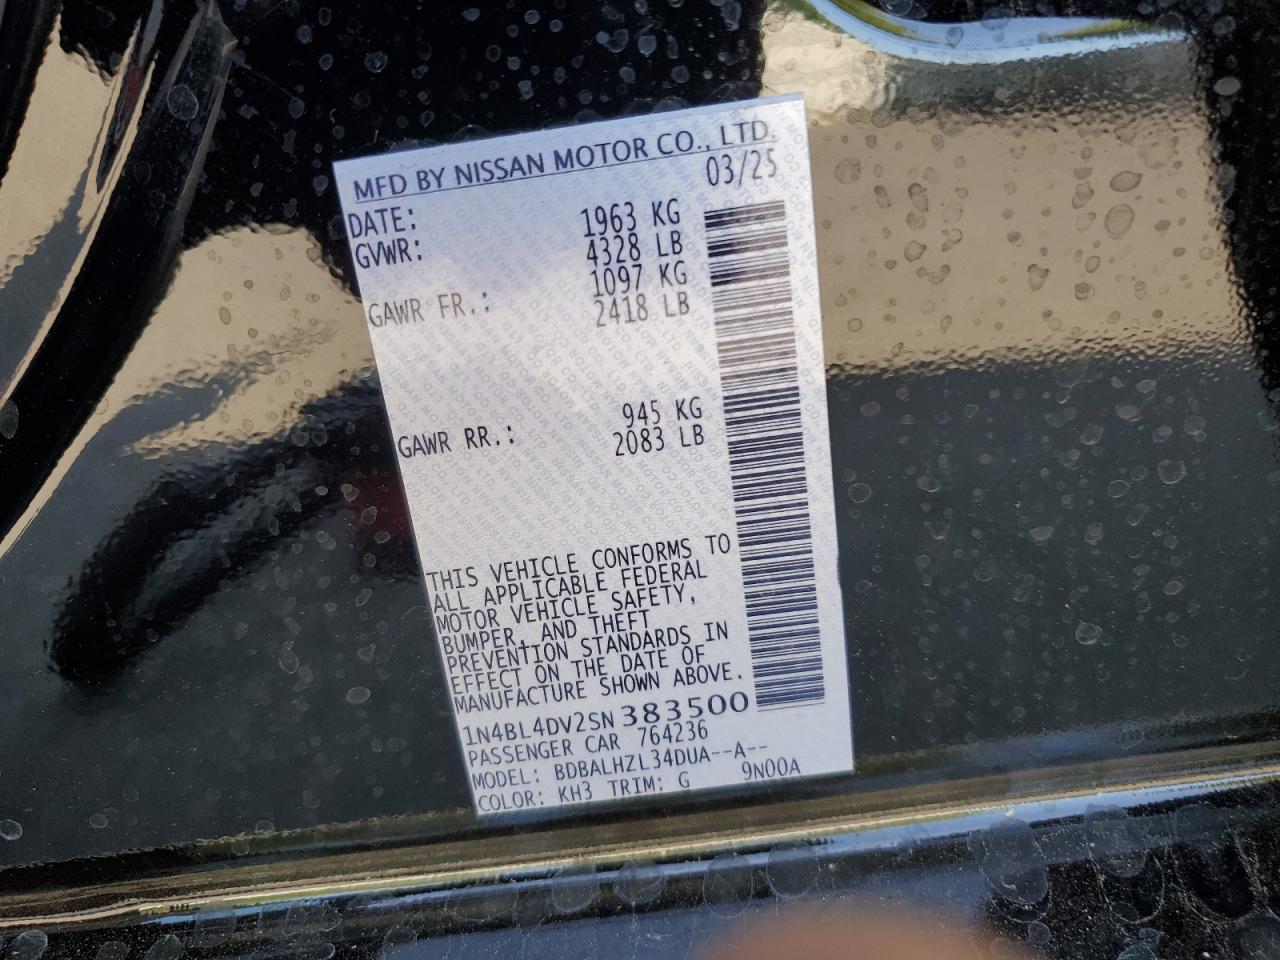 MFD BY NISSAN MOTOR CO., LTD.
DATE: 03/25
GVWR: 1963 KG
4328 LB
GAWR FR.: 1097 KG
2418 LB
GAWR RR.: 945 KG
2083 LB
THIS VEHICLE CONFORMS TO
ALL APPLICABLE FEDERAL
MOTOR VEHICLE SAFETY,
BUMPER, AND THEFT
PREVENTION STANDARDS IN
EFFECT ON THE DATE OF
MANUFACTURE SHOWN ABOVE.
1N4BL4DV2SN383500
PASSENGER CAR 764236
MODEL: BDBALHZL34DUA--A--
COLOR: KH3 TRIM: G 9N00A